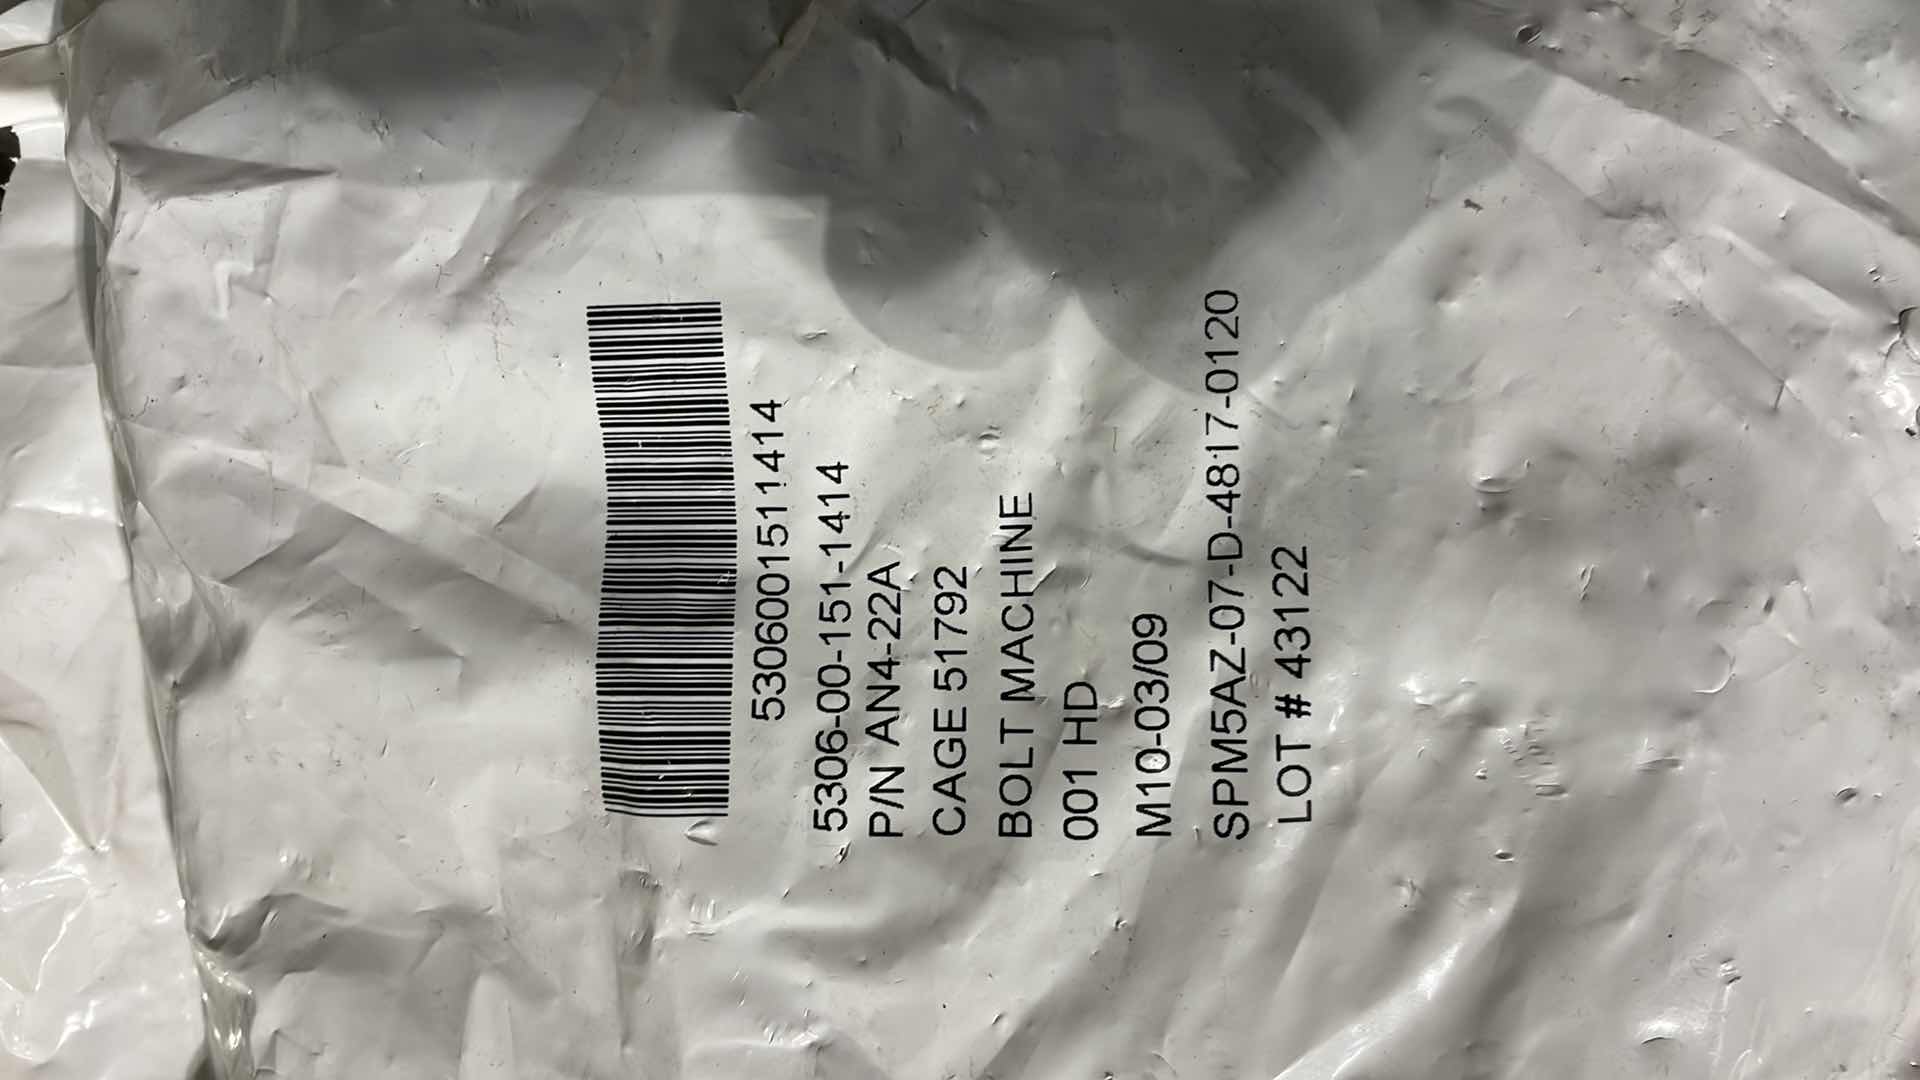 5306001511414
5306-00-151-1414
P/N AN4-22A
CAGE 51792
BOLT MACHINE
001 HD
M10-03/09
SPM5AZ-07-D-4817-0120
LOT # 43122